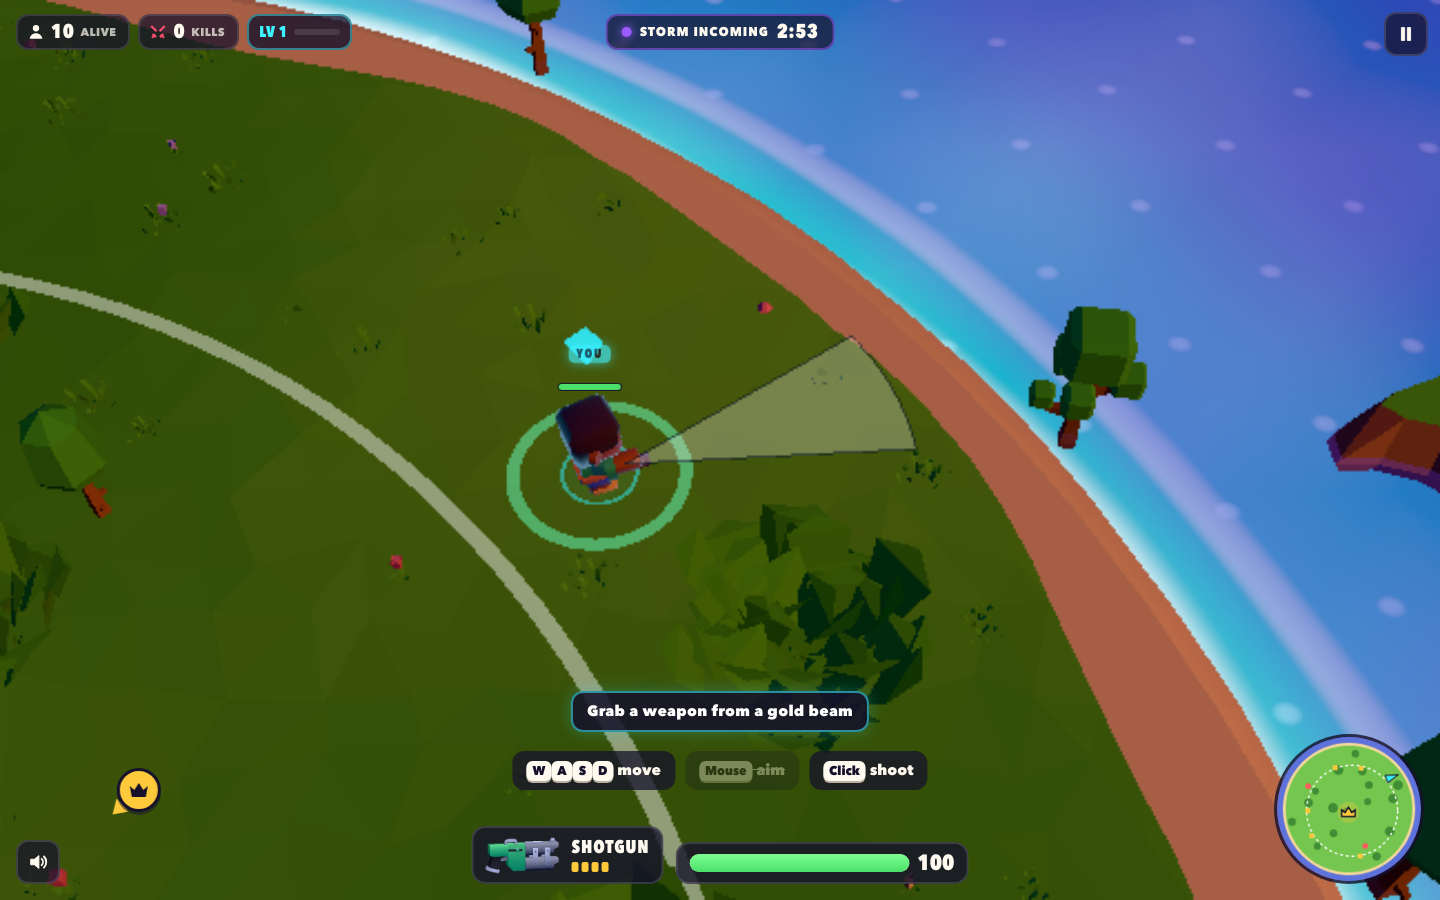 10 ALIVE
0 KILLS
LV 1
STORM INCOMING 2:53
YOU
Grab a weapon from a gold beam
W A S D move
Mouse aim
Click shoot
SHOTGUN
100